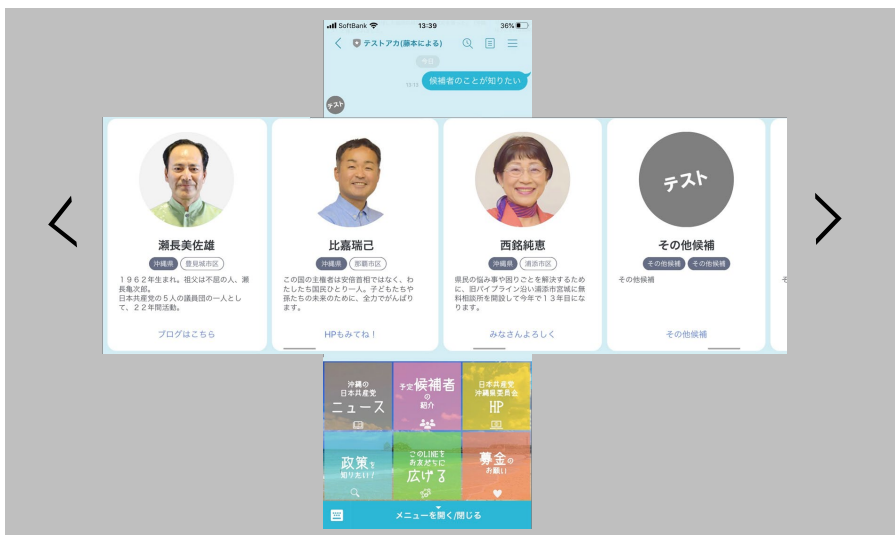 SoftBank 13:39 36%
テストアカ(藤本による)
今日
13:13 候補者のことが知りたい
テスト
瀬長美佐雄
沖縄県 豊見城市区
1962年生まれ。祖父は不屈の人、瀬
長亀次郎。
日本共産党の5人の議員団の一人とし
て、22年間活動。
ブログはこちら
比嘉瑞己
沖縄県 那覇市区
この国の主権者は安倍首相ではなく、わ
たしたち国民ひとり一人。子どもたちや
孫たちの未来のために、全力でがんばり
ます。
HPもみてね！
西銘純恵
沖縄県 浦添市区
県民の悩み事や困りごとを解決するため
に、旧パイプライン沿い浦添市宮城に無
料相談所を開設して今年で13年目にな
ります。
みなさんよろしく
テスト
その他候補
その他候補 その他候補
その他候補
その他候補
そ
沖縄の
日本共産党
ニュース
予定候補者
の
紹介
日本共産党
沖縄県委員会
HP
政策を
知りたい！
このLINEを
お友だちに
広げる
募金の
お願い
メニューを開く/閉じる